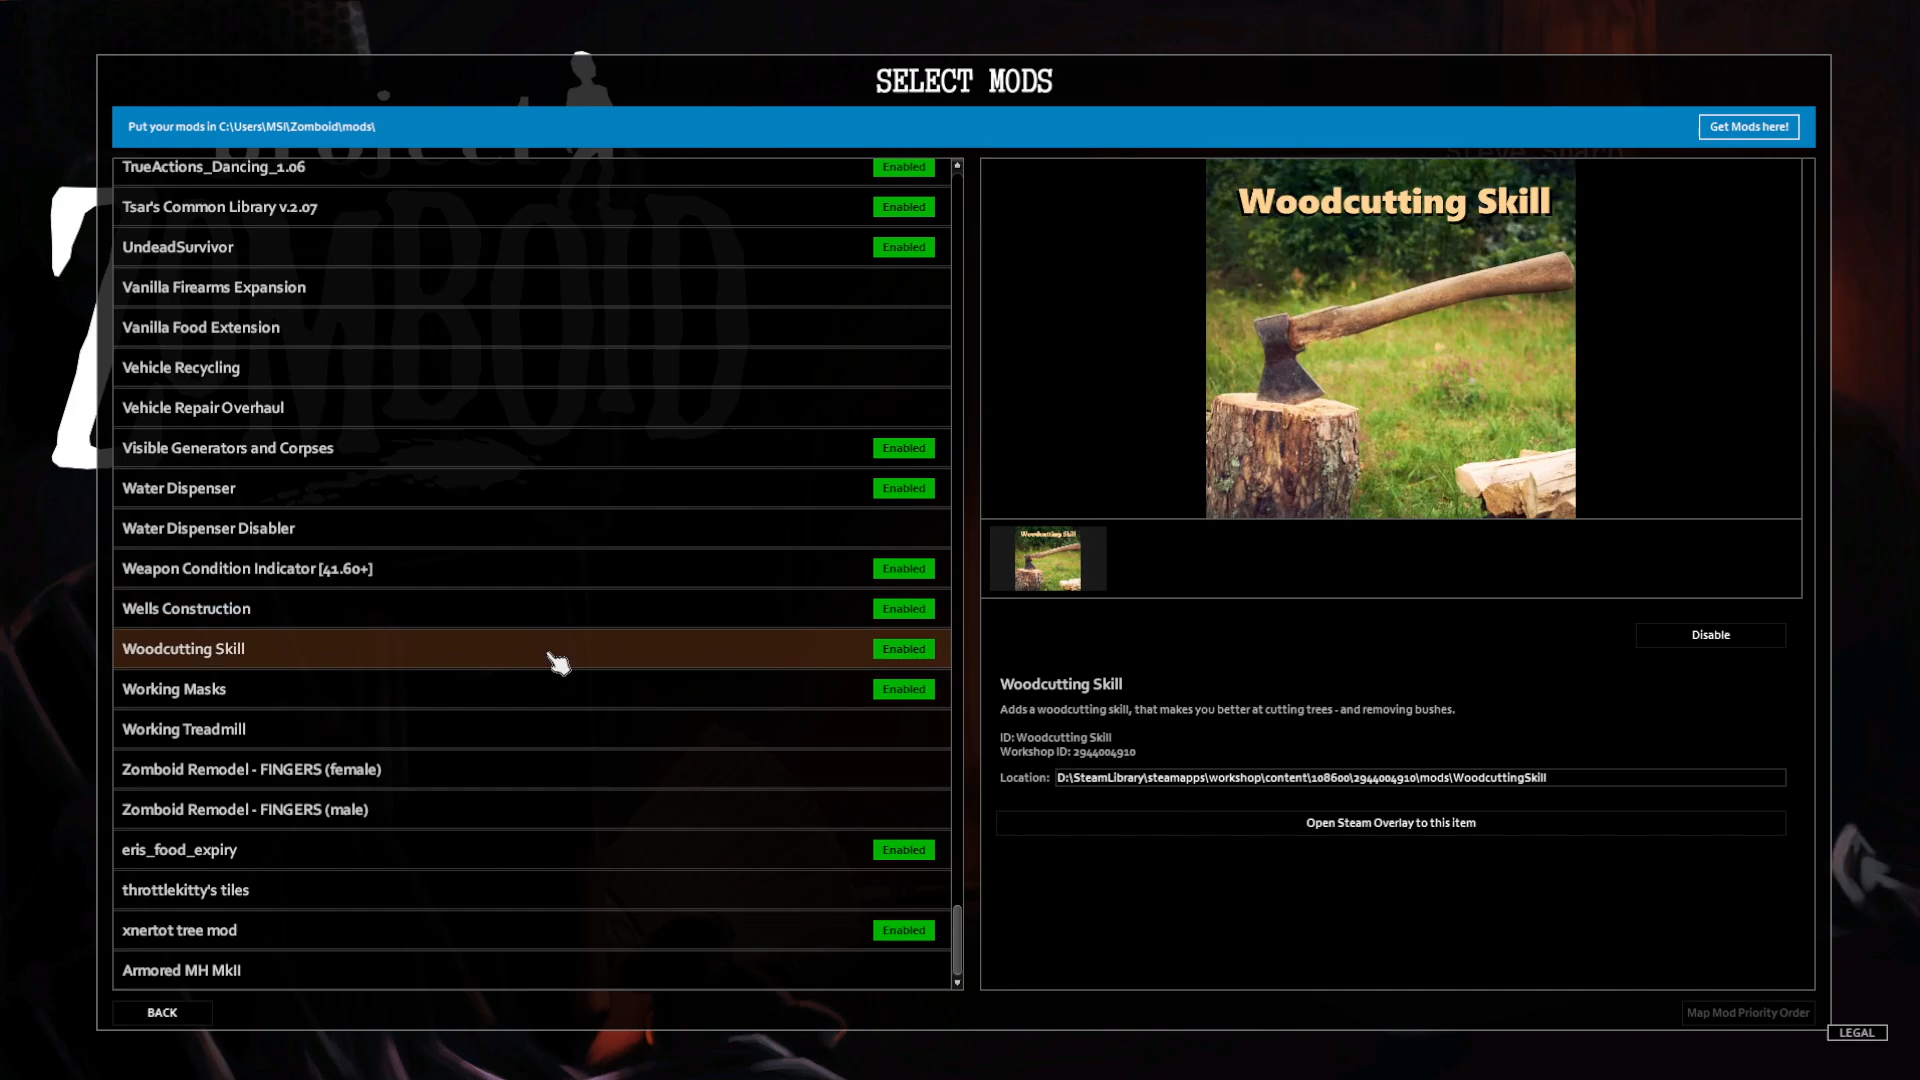 SELECT MODS
Put your mods in C:\Users\MSI\Zomboid\mods\
Get Mods here!
project
ZOMBOID
TrueActions_Dancing_1.06 Enabled
Tsar's Common Library v.2.07 Enabled
UndeadSurvivor Enabled
Vanilla Firearms Expansion
Vanilla Food Extension
Vehicle Recycling
Vehicle Repair Overhaul
Visible Generators and Corpses Enabled
Water Dispenser Enabled
Water Dispenser Disabler
Weapon Condition Indicator [41.60+] Enabled
Wells Construction Enabled
Woodcutting Skill Enabled
Working Masks Enabled
Working Treadmill
Zomboid Remodel - FINGERS (female)
Zomboid Remodel - FINGERS (male)
eris_food_expiry Enabled
throttlekitty's tiles
xnertot tree mod Enabled
Armored MH MkII
BACK
Woodcutting Skill
Woodcutting Skill
Disable
Woodcutting Skill
Adds a woodcutting skill, that makes you better at cutting trees - and removing bushes.
ID: Woodcutting Skill
Workshop ID: 2944004910
Location: D:\SteamLibrary\steamapps\workshop\content\108600\2944004910\mods\WoodcuttingSkill
Open Steam Overlay to this item
Map Mod Priority Order
LEGAL